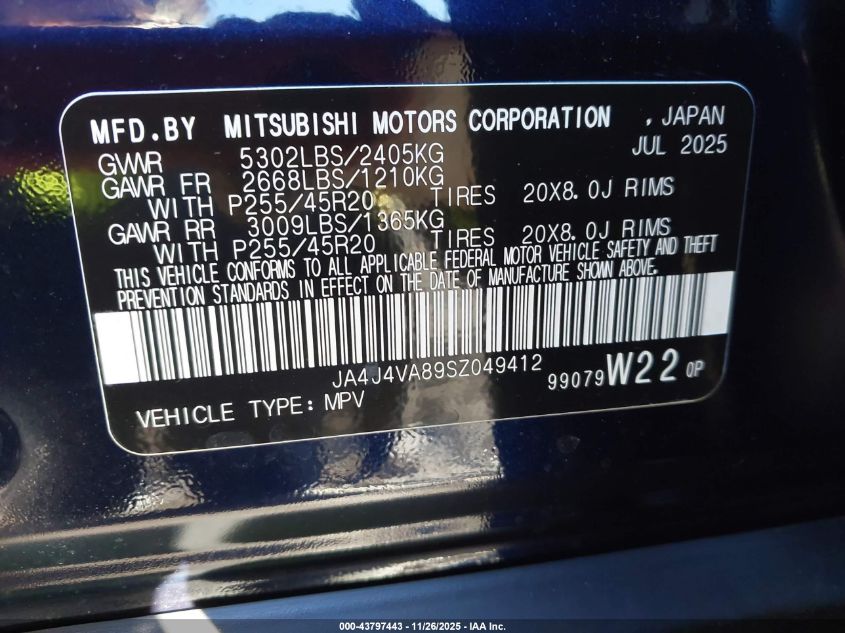 MFD.BY MITSUBISHI MOTORS CORPORATION , JAPAN
GVWR 5302LBS/2405KG JUL 2025
GAWR FR 2668LBS/1210KG
WITH P255/45R20 TIRES 20X8.0J RIMS
GAWR RR 3009LBS/1365KG
WITH P255/45R20 TIRES 20X8.0J RIMS
THIS VEHICLE CONFORMS TO ALL APPLICABLE FEDERAL MOTOR VEHICLE SAFETY AND THEFT
PREVENTION STANDARDS IN EFFECT ON THE DATE OF MANUFACTURE SHOWN ABOVE.
JA4J4VA89SZ049412
99079 W22 0P
VEHICLE TYPE: MPV
000-43797443 | 11/26/2025 - IAA Inc.